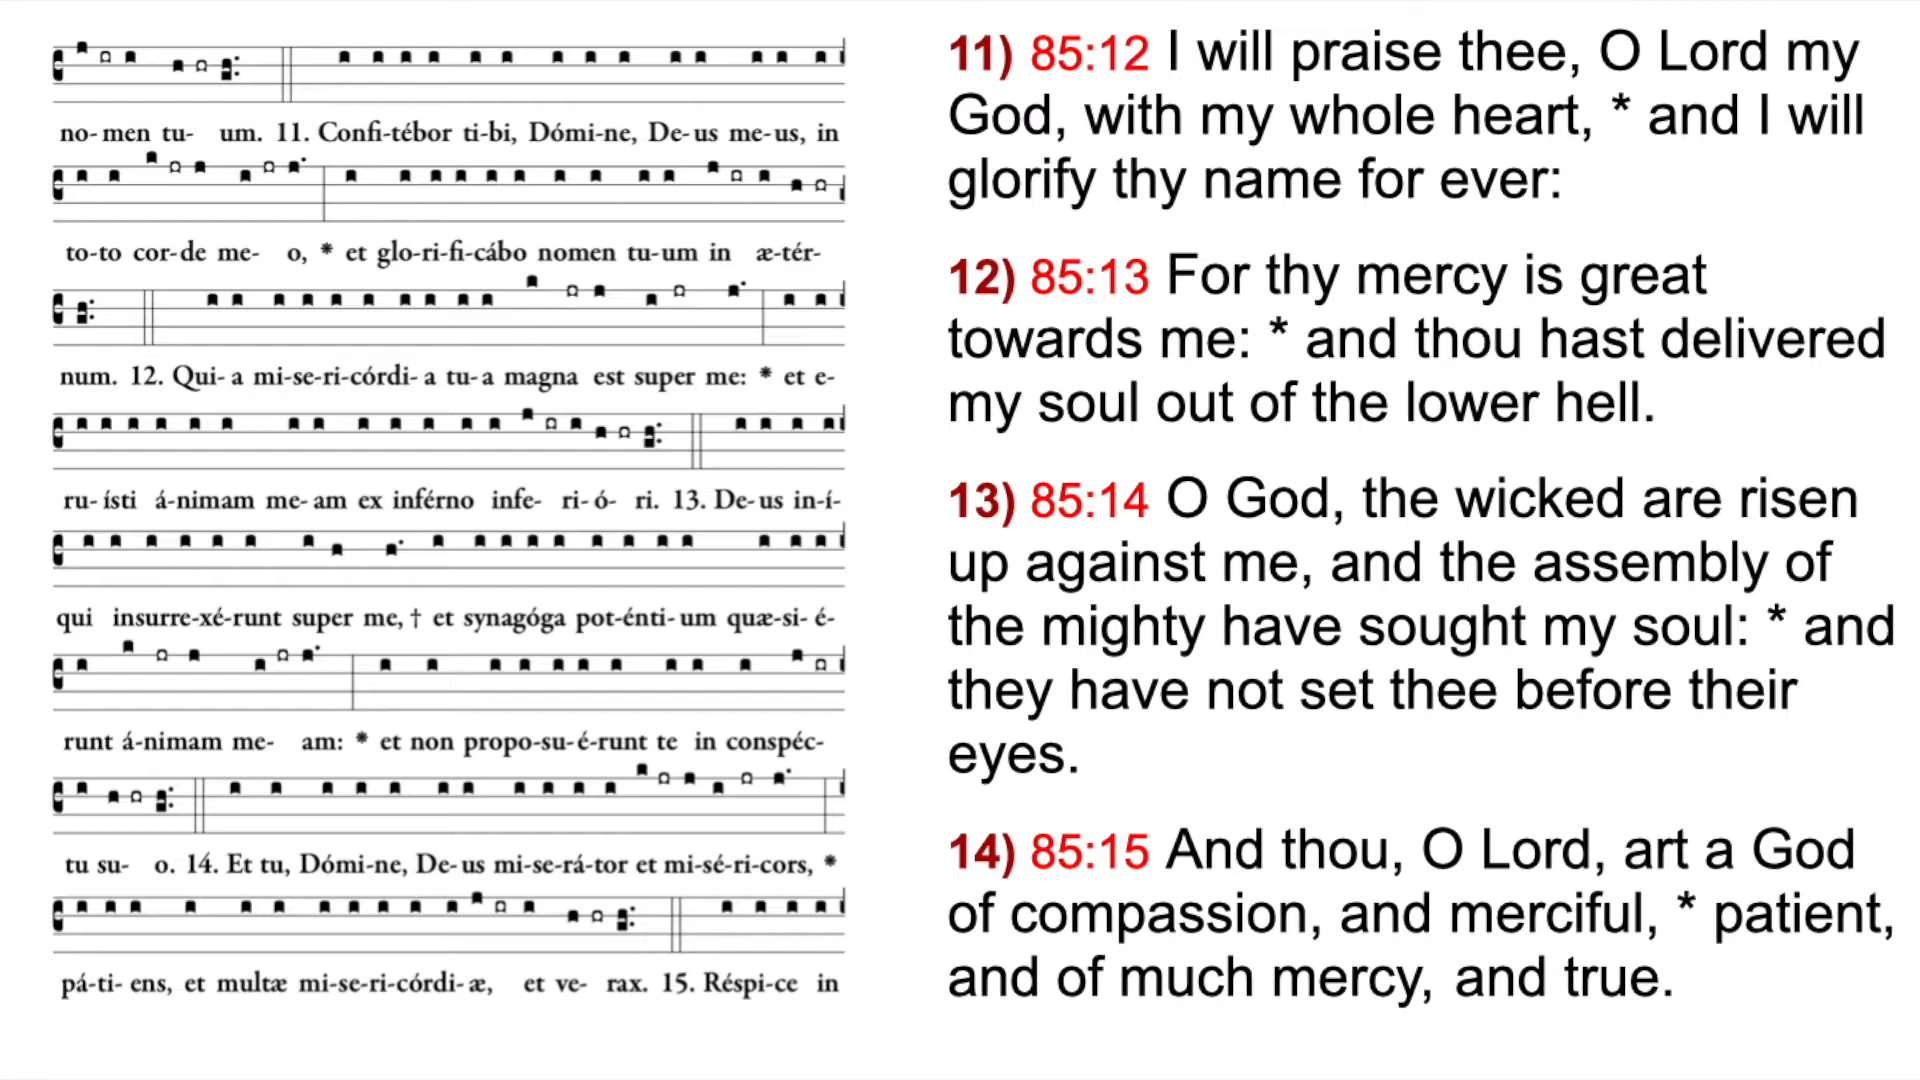 no-men tu- um. 11. Confi-tébor ti-bi, Dómi-ne, De-us me-us, in
to-to cor-de me- o, * et glo-ri-fi-cábo nomen tu-um in æ-tér-
num. 12. Qui-a mi-se-ri-córdi-a tu-a magna est super me: * et e-
ru-ísti á-nimam me-am ex inférno infe- ri-ó- ri. 13. De-us in-í-
qui insurre-xé-runt super me, † et synagóga pot-énti-um quæ-si-é-
runt á-nimam me- am: * et non propo-su-é-runt te in conspéc-
tu su- o. 14. Et tu, Dómi-ne, De-us mi-se-rá-tor et mi-sé-ri-cors, *
pá-ti-ens, et multæ mi-se-ri-córdi-æ, et ve- rax. 15. Réspi-ce in
11) 85:12 I will praise thee, O Lord my
God, with my whole heart, * and I will
glorify thy name for ever:
12) 85:13 For thy mercy is great
towards me: * and thou hast delivered
my soul out of the lower hell.
13) 85:14 O God, the wicked are risen
up against me, and the assembly of
the mighty have sought my soul: * and
they have not set thee before their
eyes.
14) 85:15 And thou, O Lord, art a God
of compassion, and merciful, * patient,
and of much mercy, and true.